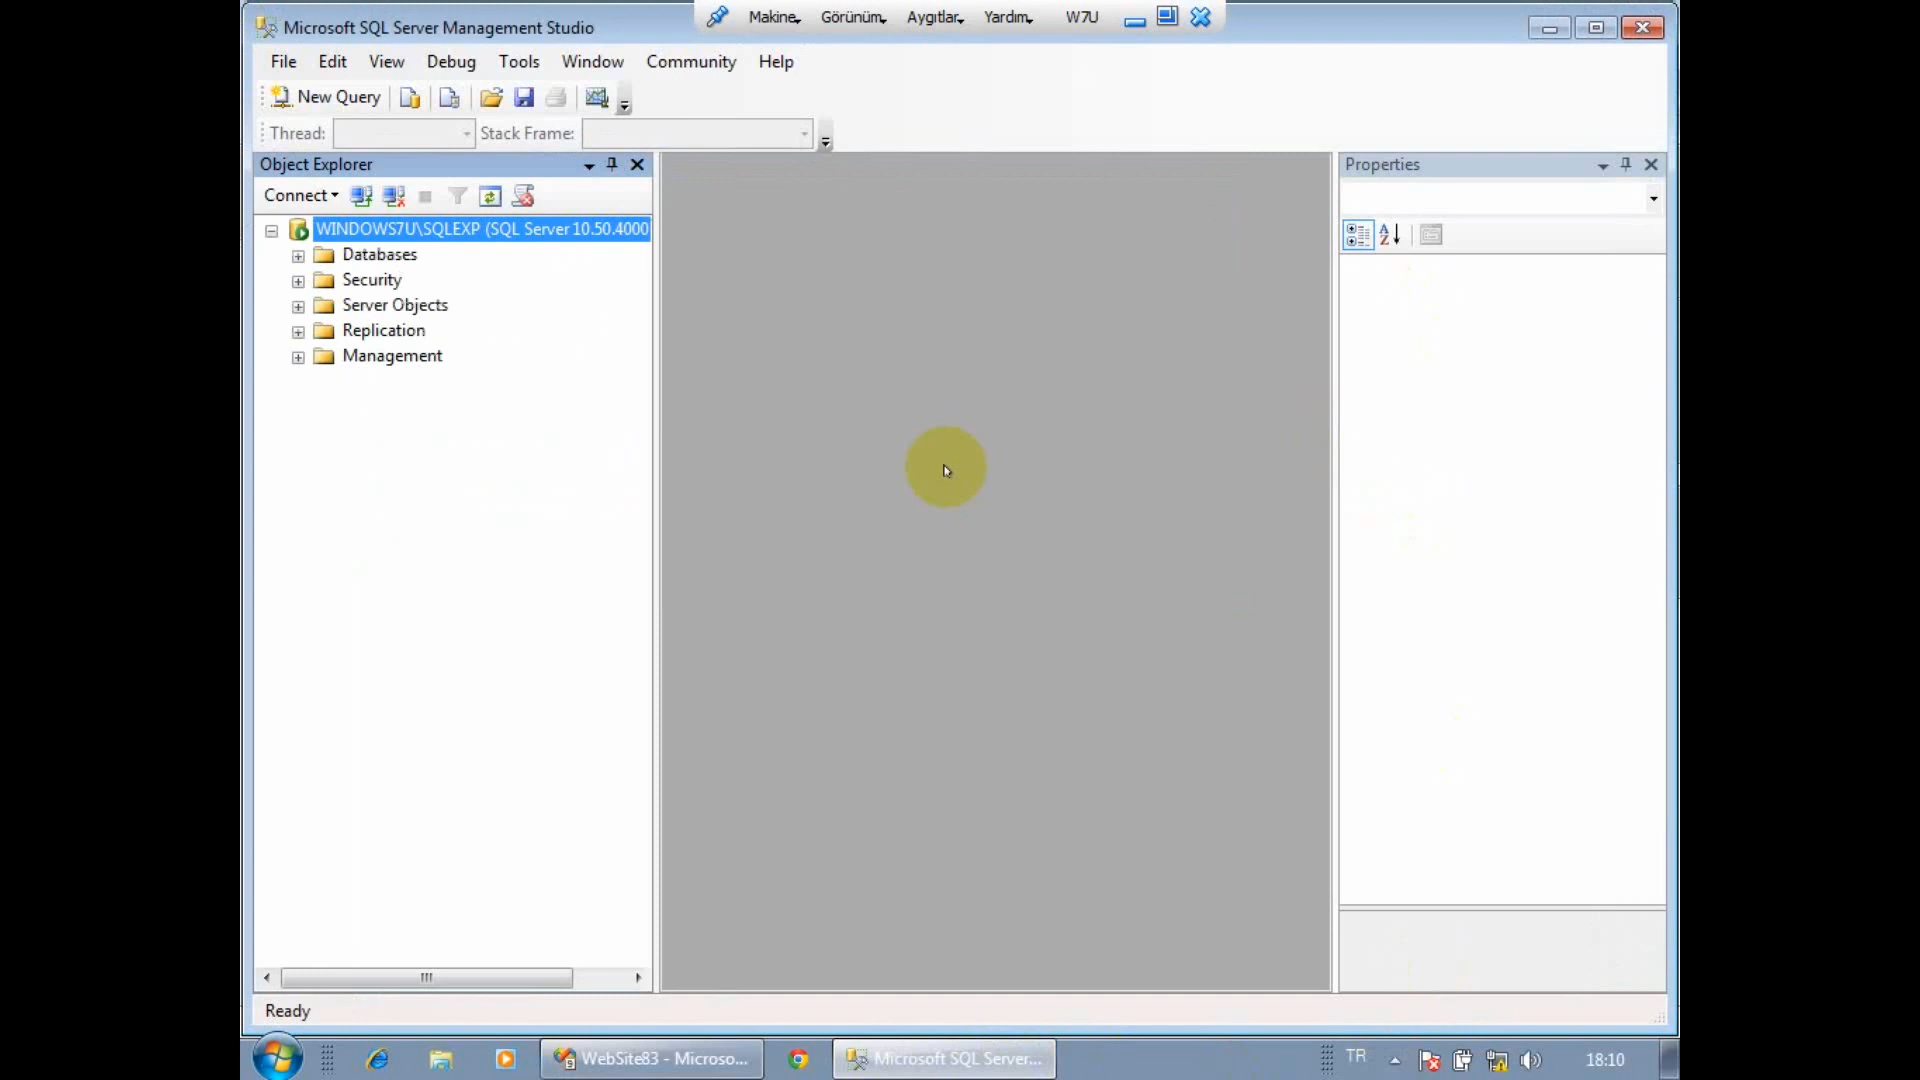 Makine Görünüm Aygıtlar Yardım W7U
Microsoft SQL Server Management Studio
File Edit View Debug Tools Window Community Help
New Query
Thread: Stack Frame:
Object Explorer
Properties
Connect
WINDOWS7U\SQLEXP (SQL Server 10.50.4000
Databases
Security
Server Objects
Replication
Management
Ready
WebSite83 - Microso...
Microsoft SQL Server...
TR
18:10